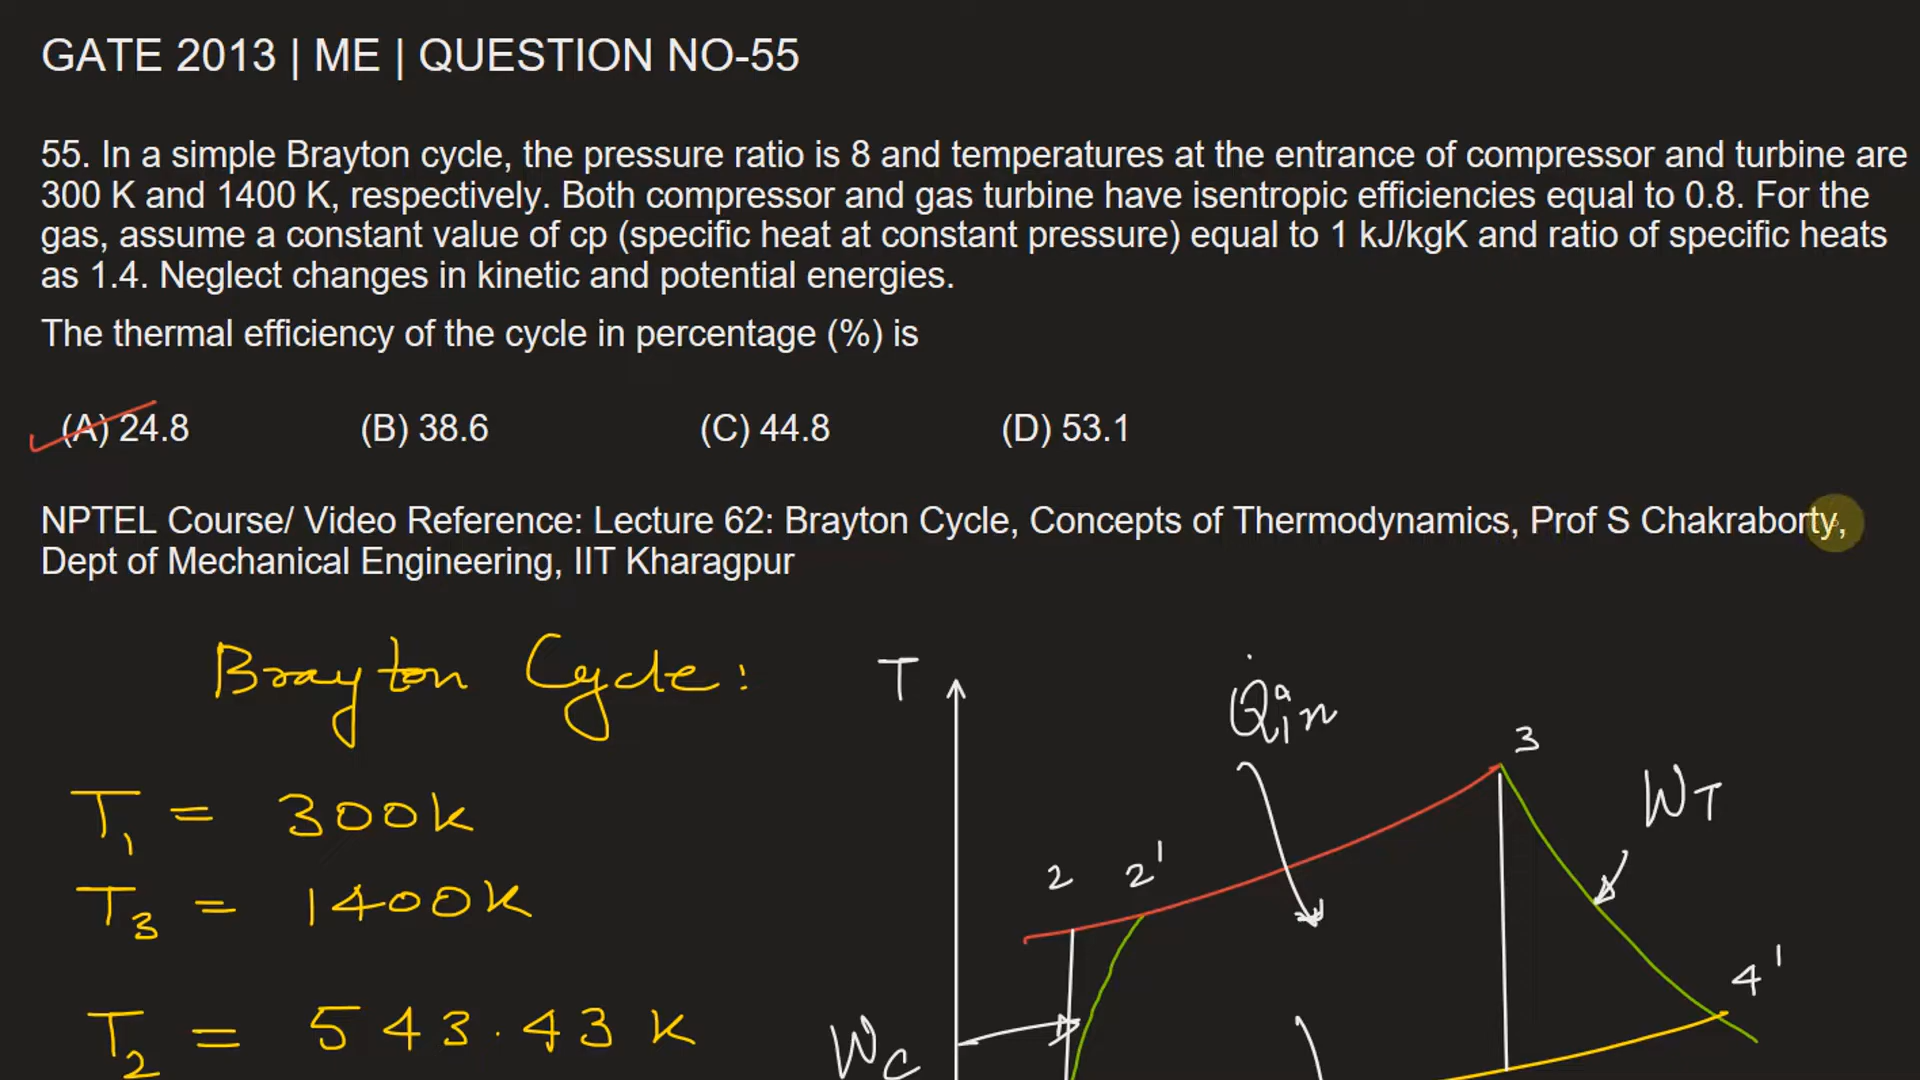 GATE 2013 | ME | QUESTION NO-55
55. In a simple Brayton cycle, the pressure ratio is 8 and temperatures at the entrance of compressor and turbine are
300 K and 1400 K, respectively. Both compressor and gas turbine have isentropic efficiencies equal to 0.8. For the
gas, assume a constant value of cp (specific heat at constant pressure) equal to 1 kJ/kgK and ratio of specific heats
as 1.4. Neglect changes in kinetic and potential energies.
The thermal efficiency of the cycle in percentage (%) is
(A) 24.8 (B) 38.6 (C) 44.8 (D) 53.1
NPTEL Course/ Video Reference: Lecture 62: Brayton Cycle, Concepts of Thermodynamics, Prof S Chakraborty,
Dept of Mechanical Engineering, IIT Kharagpur
Brayton Cycle:
T
Qin
3
WT
T1 = 300K
2 2'
T3 = 1400K
4'
T2 = 543.43 K
WC